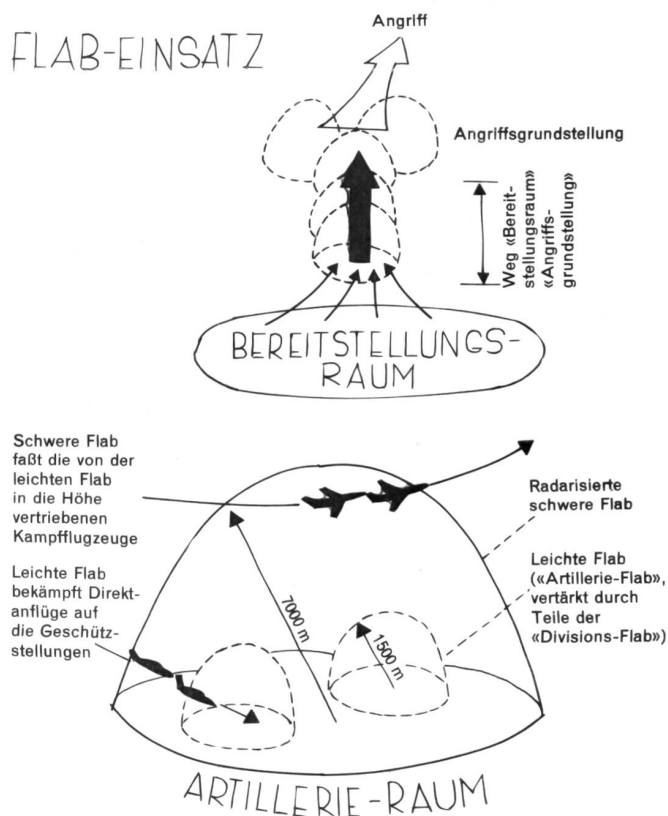 FLAB-EINSATZ
Angriff
Angriffsgrundstellung
Weg «Bereit-
stellungsraum»
«Angriffs-
grundstellung»
BEREITSTELLUNGS-
RAUM
Schwere Flab
faßt die von der
leichten Flab
in die Höhe
vertriebenen
Kampfflugzeuge
Radarisierte
schwere Flab
Leichte Flab
bekämpft Direkt-
anflüge auf
die Geschütz-
stellungen
Leichte Flab
(«Artillerie-Flab»,
vertärkt durch
Teile der
«Divisions-Flab»)
7000 m
1500 m
ARTILLERIE-RAUM